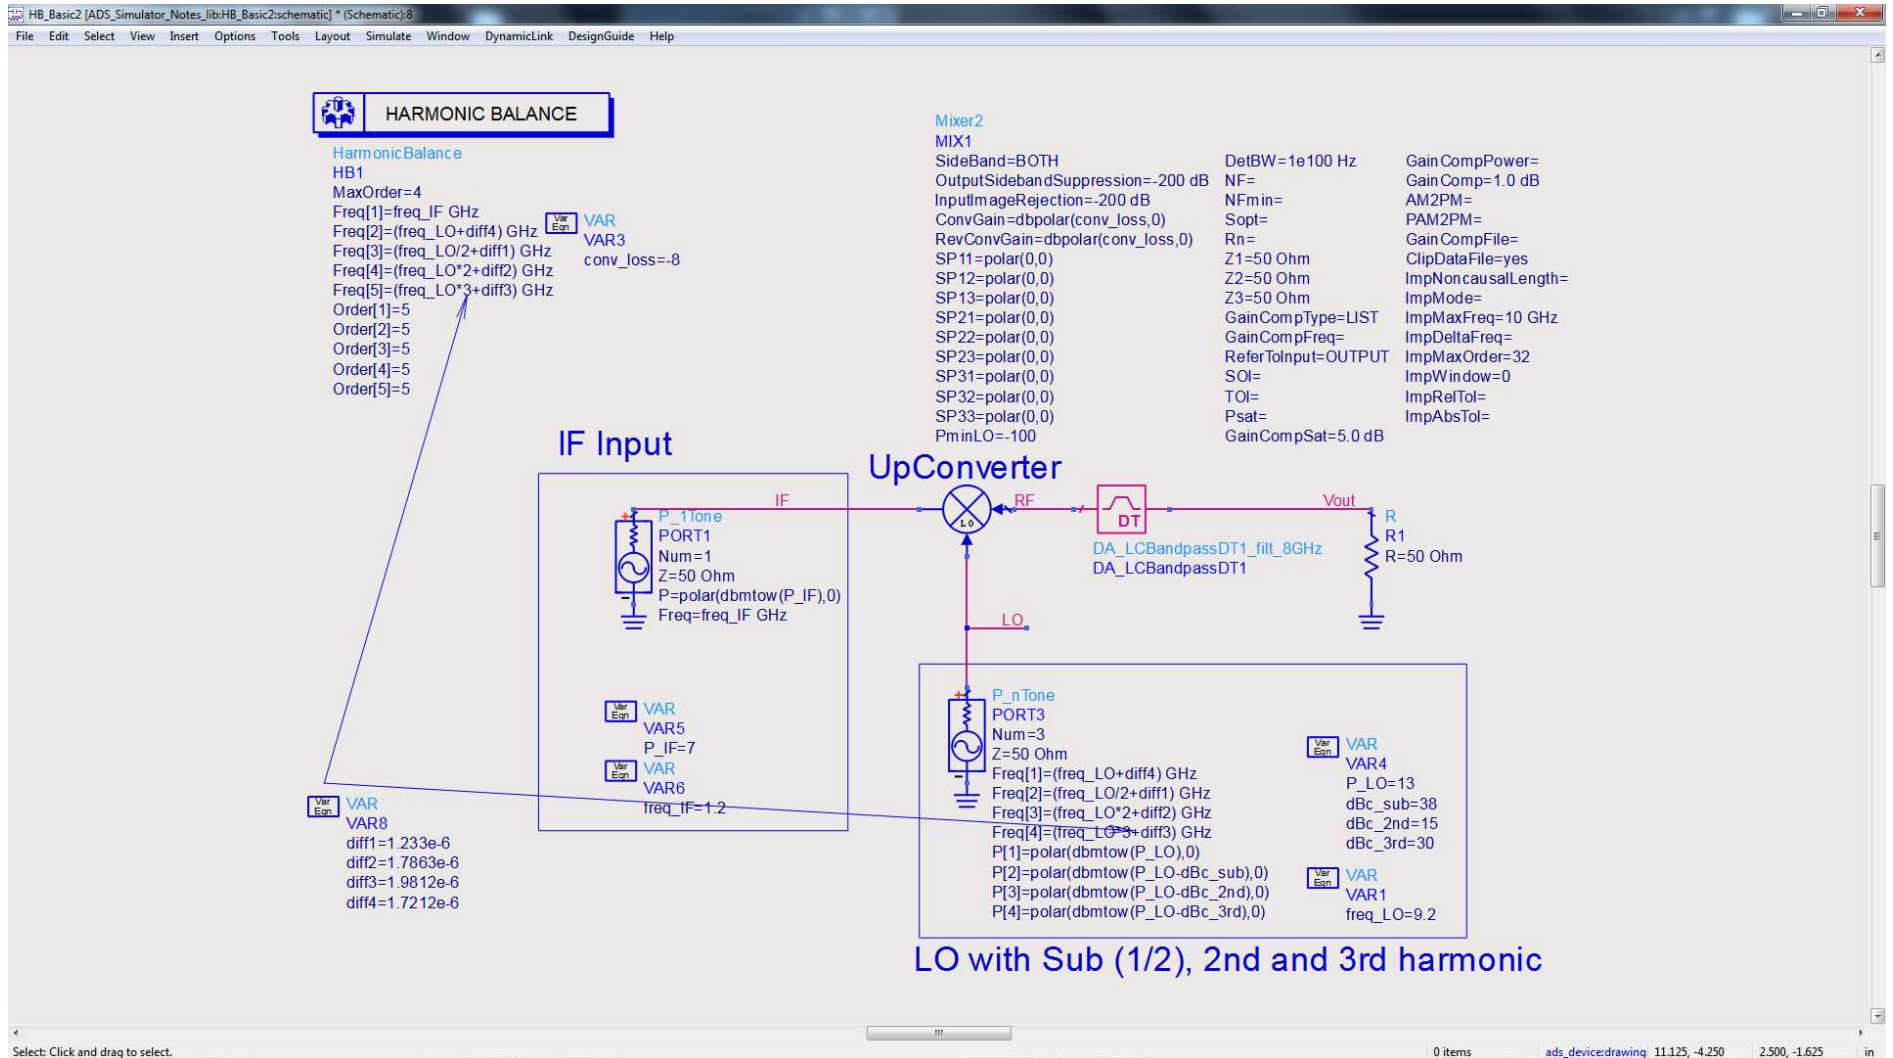 HB_Basic2 [ADS_Simulator_Notes_lib:HB_Basic2:schematic] * (Schematic):8
File Edit Select View Insert Options Tools Layout Simulate Window DynamicLink DesignGuide Help
HARMONIC BALANCE
HarmonicBalance
HB1
MaxOrder=4
Freq[1]=freq_IF GHz
Freq[2]=(freq_LO+diff4) GHz
Freq[3]=(freq_LO/2+diff1) GHz
Freq[4]=(freq_LO*2+diff2) GHz
Freq[5]=(freq_LO*3+diff3) GHz
Order[1]=5
Order[2]=5
Order[3]=5
Order[4]=5
Order[5]=5
Var
Eqn
VAR
VAR3
conv_loss=-8
Mixer2
MIX1
SideBand=BOTH
OutputSidebandSuppression=-200 dB
InputImageRejection=-200 dB
ConvGain=dbpolar(conv_loss,0)
RevConvGain=dbpolar(conv_loss,0)
SP11=polar(0,0)
SP12=polar(0,0)
SP13=polar(0,0)
SP21=polar(0,0)
SP22=polar(0,0)
SP23=polar(0,0)
SP31=polar(0,0)
SP32=polar(0,0)
SP33=polar(0,0)
PminLO=-100
DetBW=1e100 Hz
NF=
NFmin=
Sopt=
Rn=
Z1=50 Ohm
Z2=50 Ohm
Z3=50 Ohm
GainCompType=LIST
GainCompFreq=
ReferToInput=OUTPUT
SOI=
TOI=
Psat=
GainCompSat=5.0 dB
GainCompPower=
GainComp=1.0 dB
AM2PM=
PAM2PM=
GainCompFile=
ClipDataFile=yes
ImpNoncausalLength=
ImpMode=
ImpMaxFreq=10 GHz
ImpDeltaFreq=
ImpMaxOrder=32
ImpWindow=0
ImpRelTol=
ImpAbsTol=
IF Input
UpConverter
IF
LO
RF
DT
Vout
P_1Tone
PORT1
Num=1
Z=50 Ohm
P=polar(dbmtow(P_IF),0)
Freq=freq_IF GHz
DA_LCBandpassDT1_filt_8GHz
DA_LCBandpassDT1
R
R1
R=50 Ohm
LO
Var
Eqn
VAR
VAR5
P_IF=7
Var
Eqn
VAR
VAR6
freq_IF=1.2
Var
Eqn
VAR
VAR8
diff1=1.233e-6
diff2=1.7863e-6
diff3=1.9812e-6
diff4=1.7212e-6
P_nTone
PORT3
Num=3
Z=50 Ohm
Freq[1]=(freq_LO+diff4) GHz
Freq[2]=(freq_LO/2+diff1) GHz
Freq[3]=(freq_LO*2+diff2) GHz
Freq[4]=(freq_LO*3+diff3) GHz
P[1]=polar(dbmtow(P_LO),0)
P[2]=polar(dbmtow(P_LO-dBc_sub),0)
P[3]=polar(dbmtow(P_LO-dBc_2nd),0)
P[4]=polar(dbmtow(P_LO-dBc_3rd),0)
Var
Eqn
VAR
VAR4
P_LO=13
dBc_sub=38
dBc_2nd=15
dBc_3rd=30
Var
Eqn
VAR
VAR1
freq_LO=9.2
LO with Sub (1/2), 2nd and 3rd harmonic
Select: Click and drag to select.
0 items
ads_device:drawing
11.125, -4.250
2.500, -1.625
in